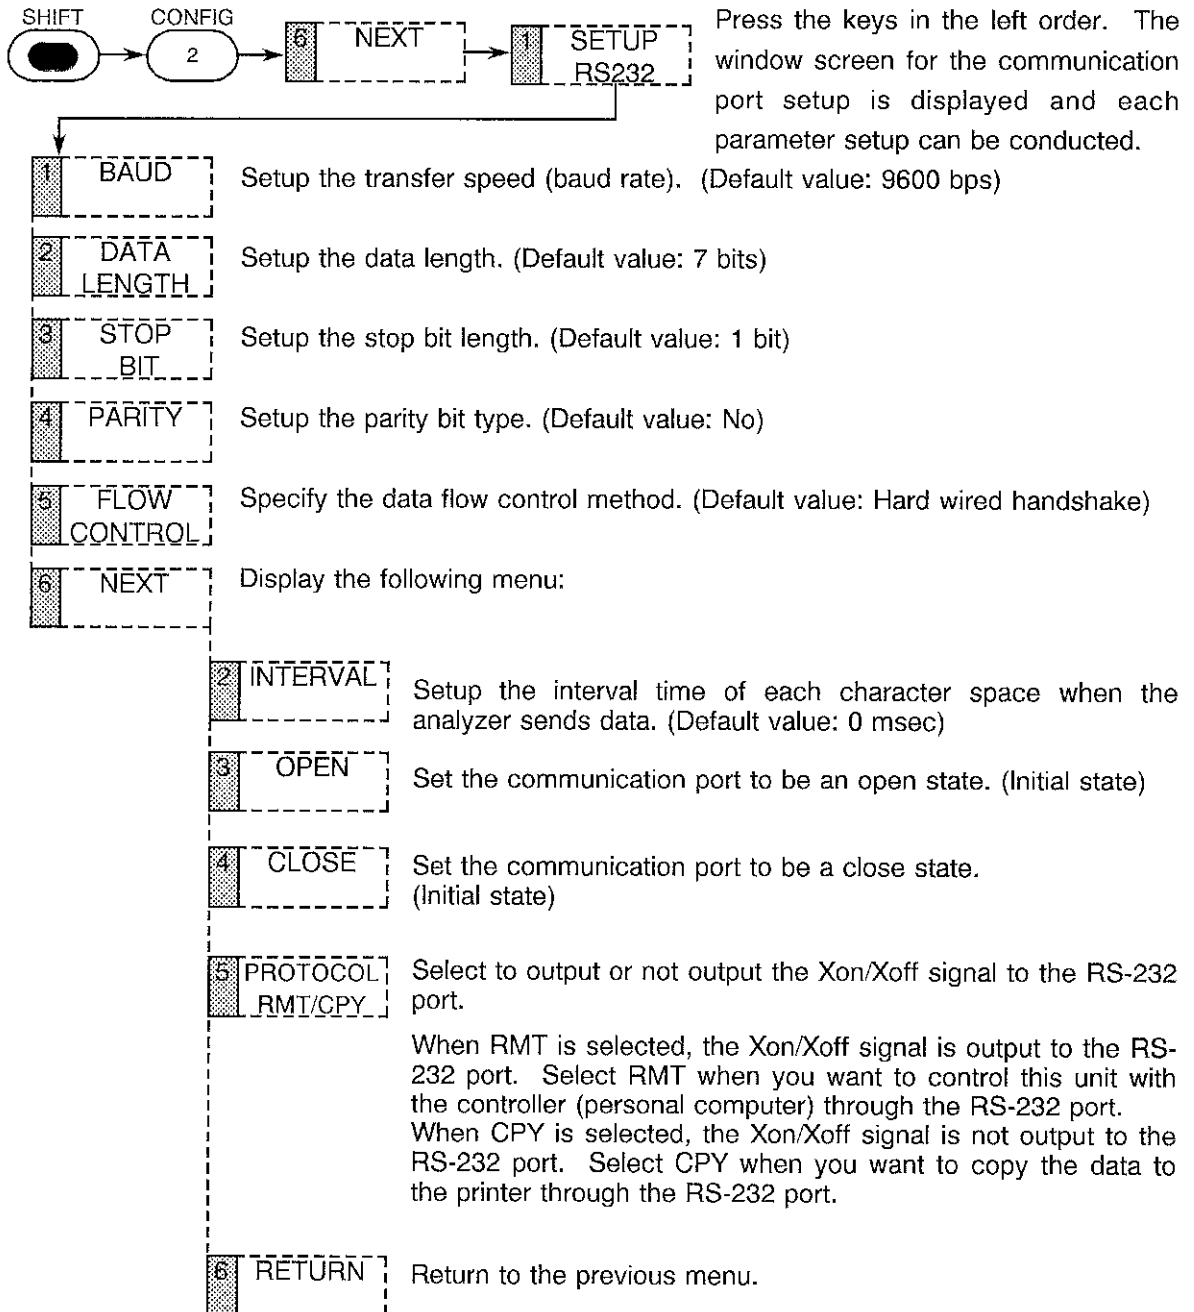 SHIFT CONFIG
2
6 NEXT
1 SETUP
RS232
Press the keys in the left order. The
window screen for the communication
port setup is displayed and each
parameter setup can be conducted.
1 BAUD
Setup the transfer speed (baud rate). (Default value: 9600 bps)
2 DATA
LENGTH
Setup the data length. (Default value: 7 bits)
3 STOP
BIT
Setup the stop bit length. (Default value: 1 bit)
4 PARITY
Setup the parity bit type. (Default value: No)
5 FLOW
CONTROL
Specify the data flow control method. (Default value: Hard wired handshake)
6 NEXT
Display the following menu:
2 INTERVAL
Setup the interval time of each character space when the
analyzer sends data. (Default value: 0 msec)
3 OPEN
Set the communication port to be an open state. (Initial state)
4 CLOSE
Set the communication port to be a close state.
(Initial state)
5 PROTOCOL
RMT/CPY
Select to output or not output the Xon/Xoff signal to the RS-232
port.
When RMT is selected, the Xon/Xoff signal is output to the RS-
232 port. Select RMT when you want to control this unit with
the controller (personal computer) through the RS-232 port.
When CPY is selected, the Xon/Xoff signal is not output to the
RS-232 port. Select CPY when you want to copy the data to
the printer through the RS-232 port.
6 RETURN
Return to the previous menu.